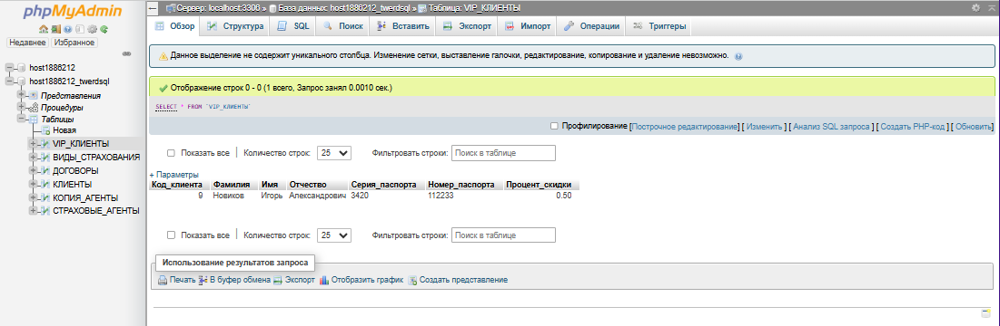 phpMyAdmin
Недавнее Избранное
host1886212
host1886212_twerdsql
Представления
Процедуры
Таблицы
Новая
VIP_КЛИЕНТЫ
ВИДЫ_СТРАХОВАНИЯ
ДОГОВОРЫ
КЛИЕНТЫ
КОПИЯ_АГЕНТЫ
СТРАХОВЫЕ_АГЕНТЫ
Сервер: localhost:3306 » База данных: host1886212_twerdsql » Таблица: VIP_КЛИЕНТЫ
Обзор Структура SQL Поиск Вставить Экспорт Импорт Операции Триггеры
Данное выделение не содержит уникального столбца. Изменение сетки, выставление галочки, редактирование, копирование и удаление невозможно.
Отображение строк 0 - 0 (1 всего, Запрос занял 0.0010 сек.)
SELECT * FROM `VIP_КЛИЕНТЫ`
Профилирование [Построчное редактирование] [ Изменить ] [ Анализ SQL запроса ] [ Создать PHP-код ] [ Обновить]
Показать все | Количество строк: 25 Фильтровать строки: Поиск в таблице
+ Параметры
Код_клиента Фамилия Имя Отчество Серия_паспорта Номер_паспорта Процент_скидки
9 Новиков Игорь Александрович 3420 112233 0.50
Показать все | Количество строк: 25 Фильтровать строки: Поиск в таблице
Использование результатов запроса
Печать В буфер обмена Экспорт Отобразить график Создать представление